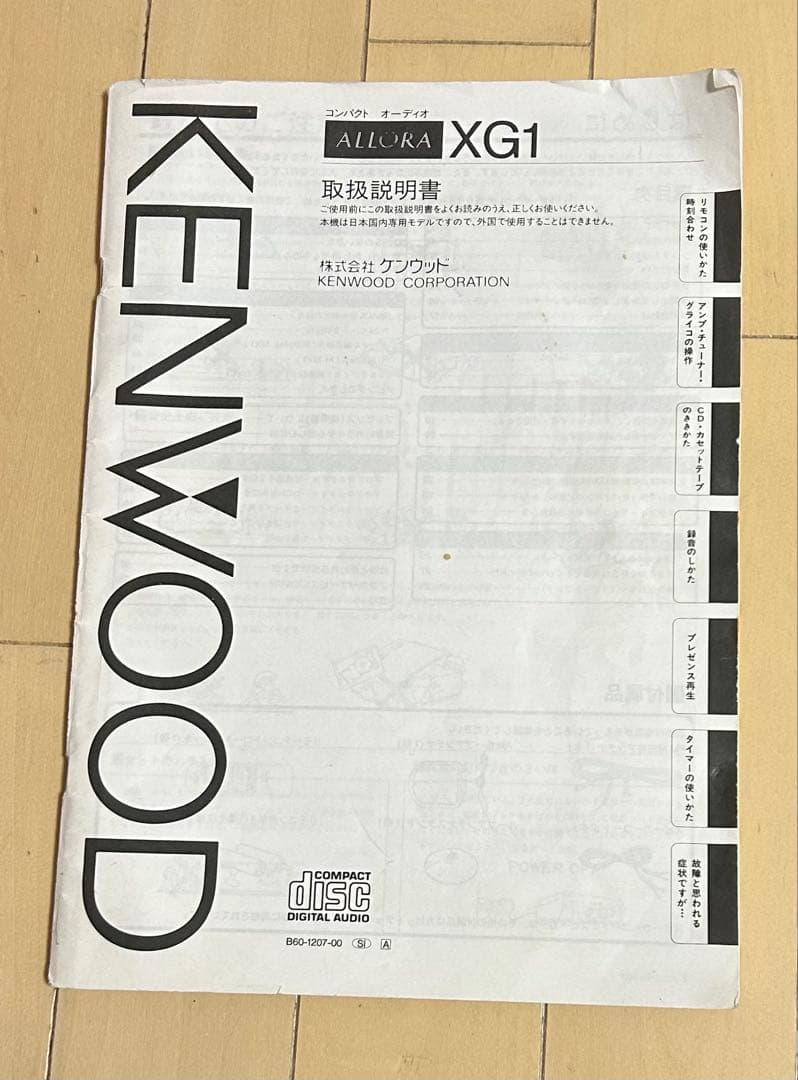 KENWOOD
コンパクト オーディオ
ALLORA XG1
取扱説明書
ご使用前にこの取扱説明書をよくお読みのうえ、正しくお使いください。
本機は日本国内専用モデルですので、外国で使用することはできません。
株式会社 ケンウッド
KENWOOD CORPORATION
リモコンの使いかた
時刻合わせ
アンプ・チューナー・
グライコの操作
CD・カセットテープ
のききかた
録音のしかた
プレゼンス再生
タイマーの使いかた
故障と思われる
症状ですが…
COMPACT
disc
DIGITAL AUDIO
B60-1207-00 SI A